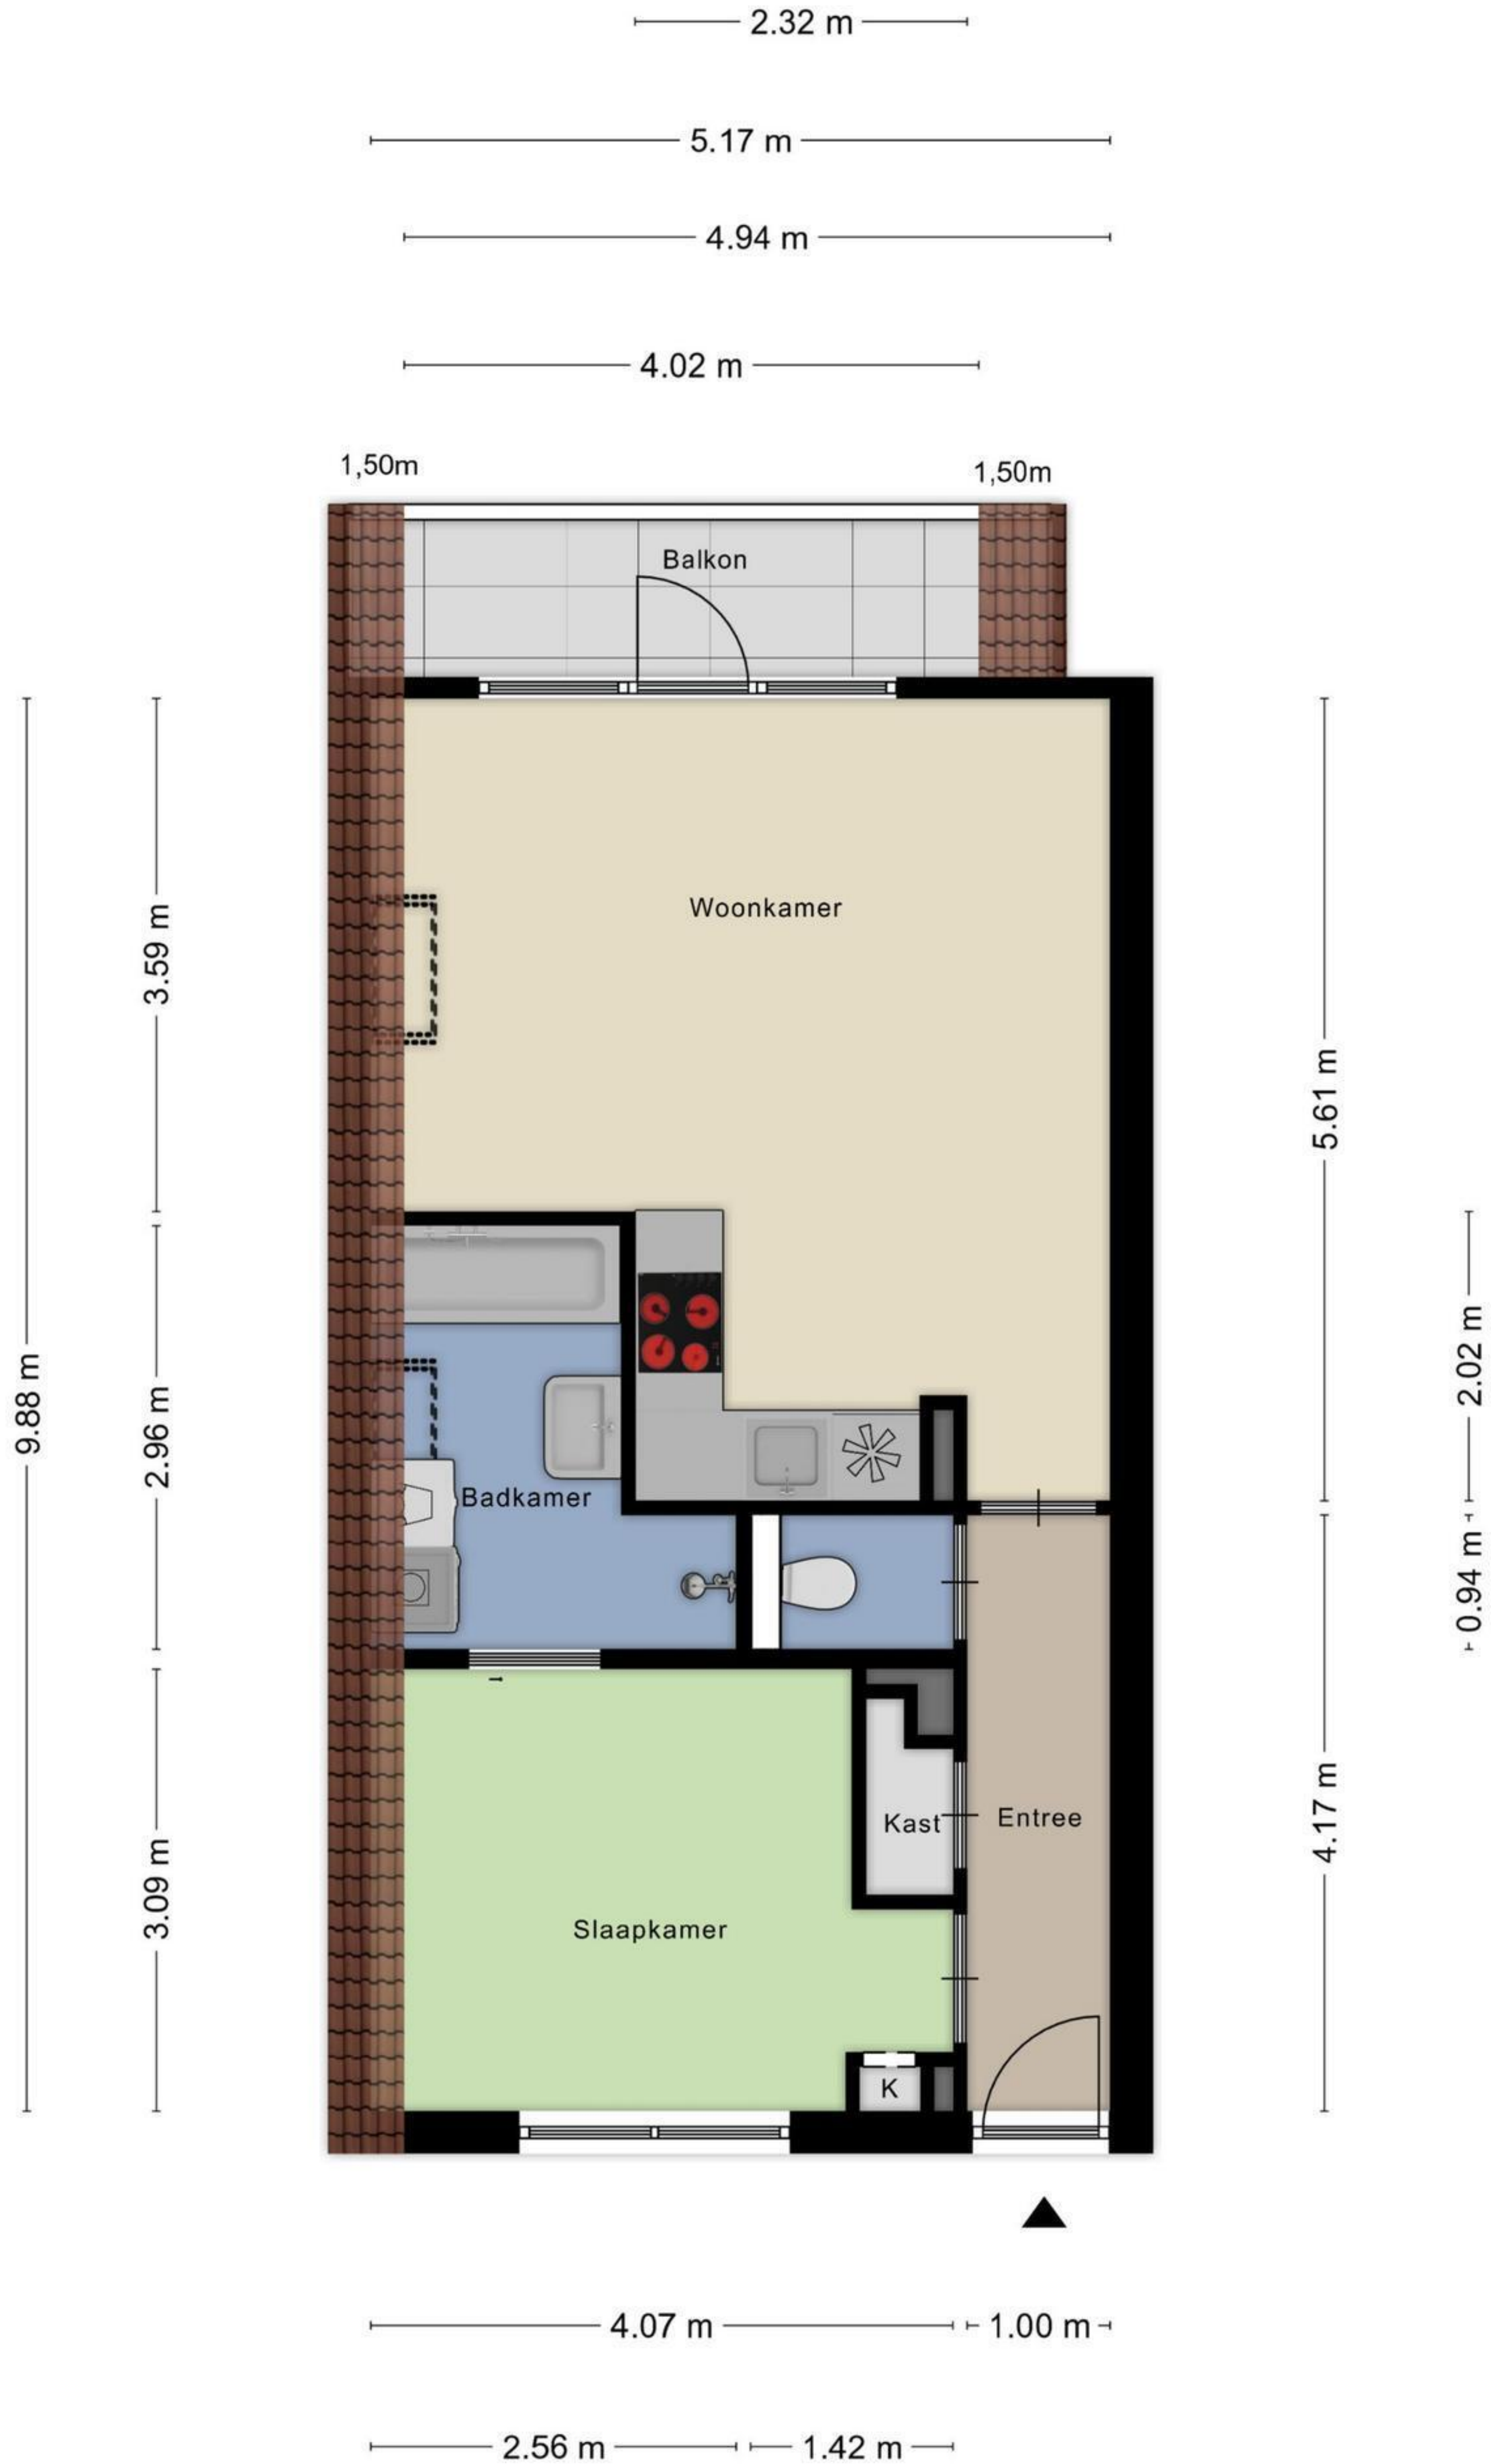 2.32 m
5.17 m
4.94 m
4.02 m
1,50m
1,50m
Balkon
Woonkamer
3.59 m
5.61 m
9.88 m
2.96 m
2.02 m
Badkamer
0.94 m
Kast
Entree
4.17 m
3.09 m
Slaapkamer
K
4.07 m
1.00 m
2.56 m
1.42 m